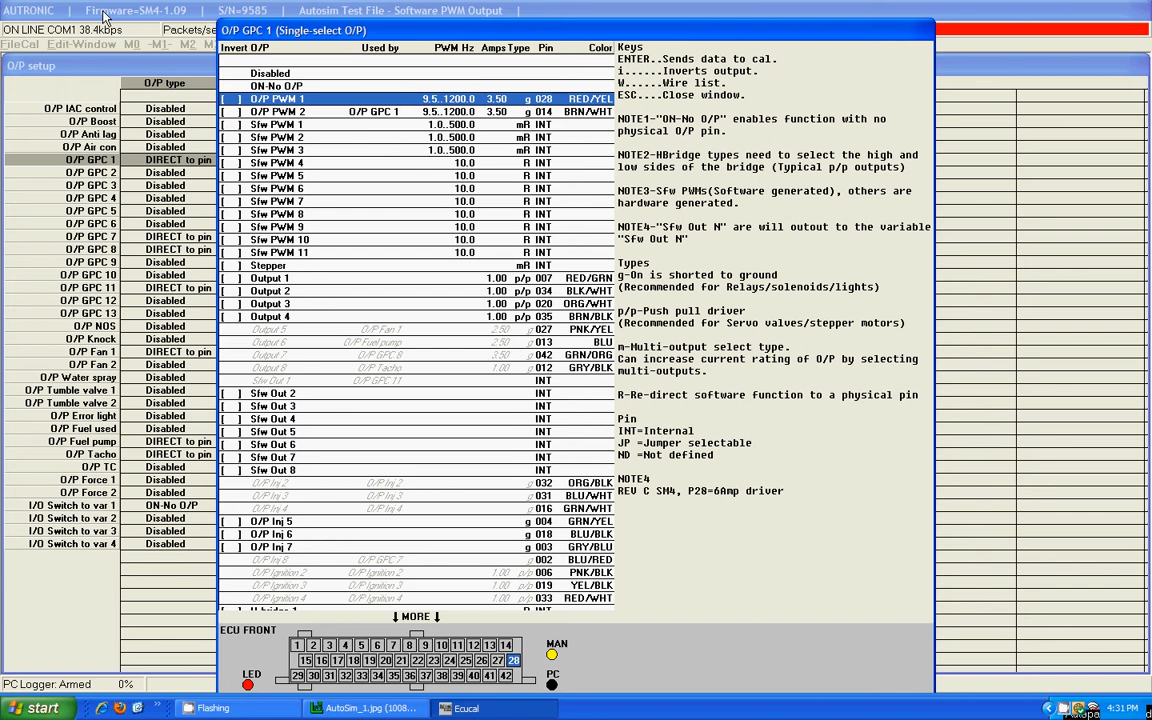 AUTRONIC | Firmware=SM4-1.09 | S/N=9585 | Autosim Test File - Software PWM Output |
ON LINE COM1 38.4kbps Packets/se
FileCal Edit-Window M0 -M1- M2 M
O/P setup
O/P type
O/P IAC control Disabled
O/P Boost Disabled
O/P Anti lag Disabled
O/P Air con Disabled
O/P GPC 1 DIRECT to pin
O/P GPC 2 Disabled
O/P GPC 3 Disabled
O/P GPC 4 Disabled
O/P GPC 5 Disabled
O/P GPC 6 Disabled
O/P GPC 7 DIRECT to pin
O/P GPC 8 DIRECT to pin
O/P GPC 9 Disabled
O/P GPC 10 Disabled
O/P GPC 11 DIRECT to pin
O/P GPC 12 Disabled
O/P GPC 13 Disabled
O/P NOS Disabled
O/P Knock Disabled
O/P Fan 1 DIRECT to pin
O/P Fan 2 Disabled
O/P Water spray Disabled
O/P Tumble valve 1 Disabled
O/P Tumble valve 2 Disabled
O/P Error light Disabled
O/P Fuel used Disabled
O/P Fuel pump DIRECT to pin
O/P Tacho DIRECT to pin
O/P TC Disabled
O/P Force 1 Disabled
O/P Force 2 Disabled
I/O Switch to var 1 ON-No O/P
I/O Switch to var 2 Disabled
I/O Switch to var 3 Disabled
I/O Switch to var 4 Disabled
PC Logger: Armed 0%
O/P GPC 1 (Single-select O/P)
Invert O/P Used by PWM Hz Amps Type Pin Color
Disabled
ON-No O/P
[ ] O/P PWM 1 9.5..1200.0 3.50 g 028 RED/YEL
[ ] O/P PWM 2 O/P GPC 1 9.5..1200.0 3.50 g 014 BRN/WHT
[ ] Sfw PWM 1 1.0..500.0 mR INT
[ ] Sfw PWM 2 1.0..500.0 mR INT
[ ] Sfw PWM 3 1.0..500.0 mR INT
[ ] Sfw PWM 4 10.0 R INT
[ ] Sfw PWM 5 10.0 R INT
[ ] Sfw PWM 6 10.0 R INT
[ ] Sfw PWM 7 10.0 R INT
[ ] Sfw PWM 8 10.0 R INT
[ ] Sfw PWM 9 10.0 R INT
[ ] Sfw PWM 10 10.0 R INT
[ ] Sfw PWM 11 10.0 R INT
[ ] Stepper mR INT
[ ] Output 1 1.00 p/p 007 RED/GRN
[ ] Output 2 1.00 p/p 034 BLK/WHT
[ ] Output 3 1.00 p/p 020 ORG/WHT
[ ] Output 4 1.00 p/p 035 BRN/BLK
Output 5 O/P Fan 1 2.50 g 027 PNK/YEL
Output 6 O/P Fuel pump 2.50 g 013 BLU
Output 7 O/P GPC 8 3.50 g 042 GRN/ORG
Output 8 O/P Tacho 1.00 p/p 012 GRY/BLK
Sfw Out 1 O/P GPC 11 INT
[ ] Sfw Out 2 INT
[ ] Sfw Out 3 INT
[ ] Sfw Out 4 INT
[ ] Sfw Out 5 INT
[ ] Sfw Out 6 INT
[ ] Sfw Out 7 INT
[ ] Sfw Out 8 INT
O/P Inj 2 O/P Inj 2 g 032 ORG/BLK
O/P Inj 3 O/P Inj 3 g 031 BLU/WHT
O/P Inj 4 O/P Inj 4 g 016 GRN/WHT
[ ] O/P Inj 5 g 004 GRN/YEL
[ ] O/P Inj 6 g 018 BLU/BLK
[ ] O/P Inj 7 g 003 GRY/BLU
O/P Inj 8 O/P GPC 7 g 002 BLU/RED
O/P Ignition 2 O/P Ignition 2 1.00 p/p 006 PNK/BLK
O/P Ignition 3 O/P Ignition 3 1.00 p/p 019 YEL/BLK
O/P Ignition 4 O/P Ignition 4 1.00 p/p 033 RED/WHT
↓ MORE ↓
Keys
ENTER..Sends data to cal.
i......Inverts output.
W......Wire list.
ESC....Close window.
NOTE1-"ON-No O/P" enables function with no
physical O/P pin.
NOTE2-HBridge types need to select the high and
low sides of the bridge (Typical p/p outputs)
NOTE3-Sfw PWMs(Software generated), others are
hardware generated.
NOTE4-"Sfw Out N" are will outout to the variable
"Sfw Out N"
Types
g-On is shorted to ground
(Recommended for Relays/solenoids/lights)
p/p-Push pull driver
(Recommended for Servo valves/stepper motors)
m-Multi-output select type.
Can increase current rating of O/P by selecting
multi-outputs.
R-Re-direct software function to a physical pin
Pin
INT=Internal
JP =Jumper selectable
ND =Not defined
NOTE4
REV C SM4, P28=6Amp driver
ECU FRONT
1 2 3 4 5 6 7 8 9 10 11 12 13 14
15 16 17 18 19 20 21 22 23 24 25 26 27 28
29 30 31 32 33 34 35 36 37 38 39 40 41 42
LED
MAN
PC
start Flashing AutoSim_1.jpg (1008... Ecucal 4:31 PM